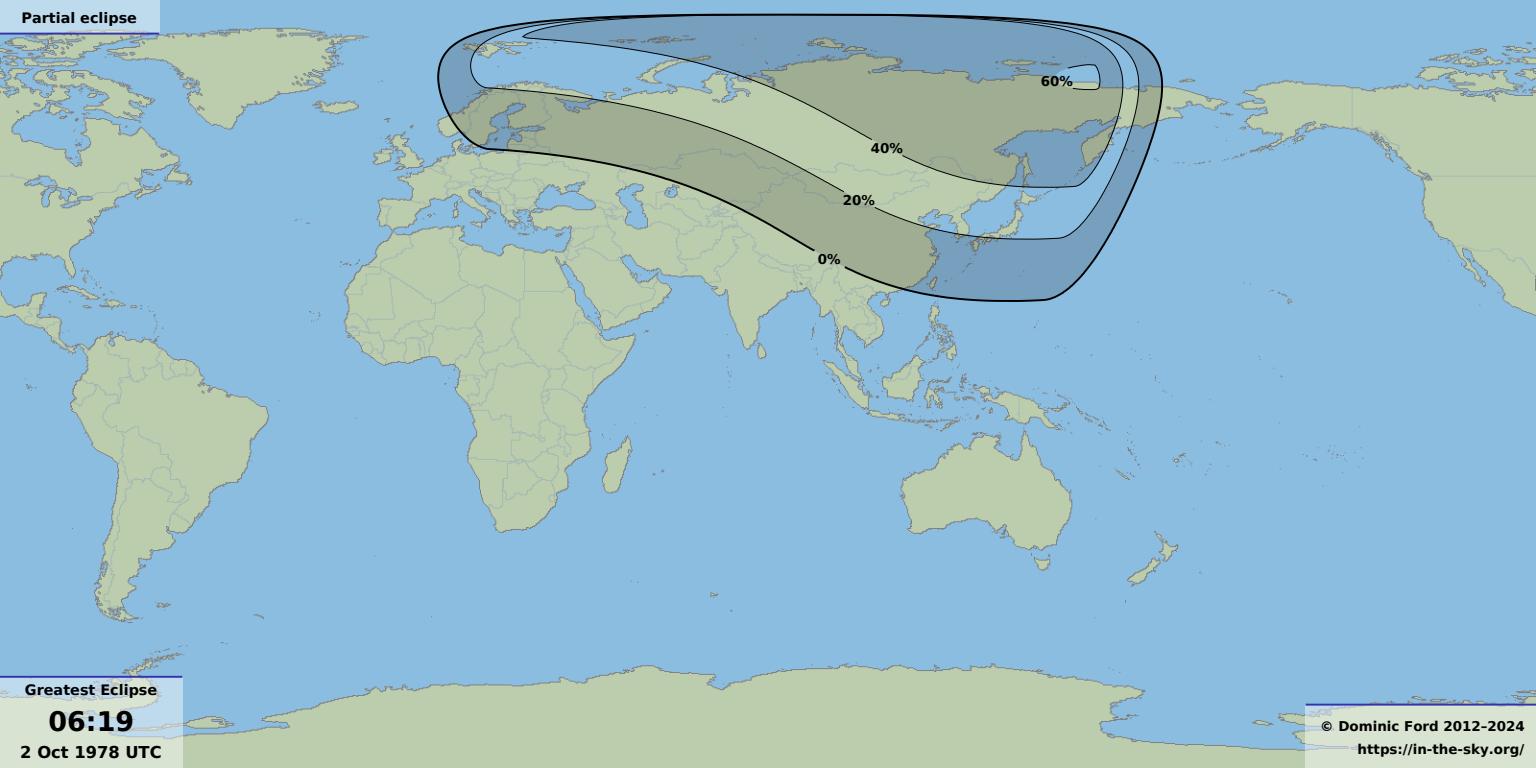 Partial eclipse
60%
40%
20%
0%
Greatest Eclipse
06:19
2 Oct 1978 UTC
© Dominic Ford 2012–2024
https://in-the-sky.org/